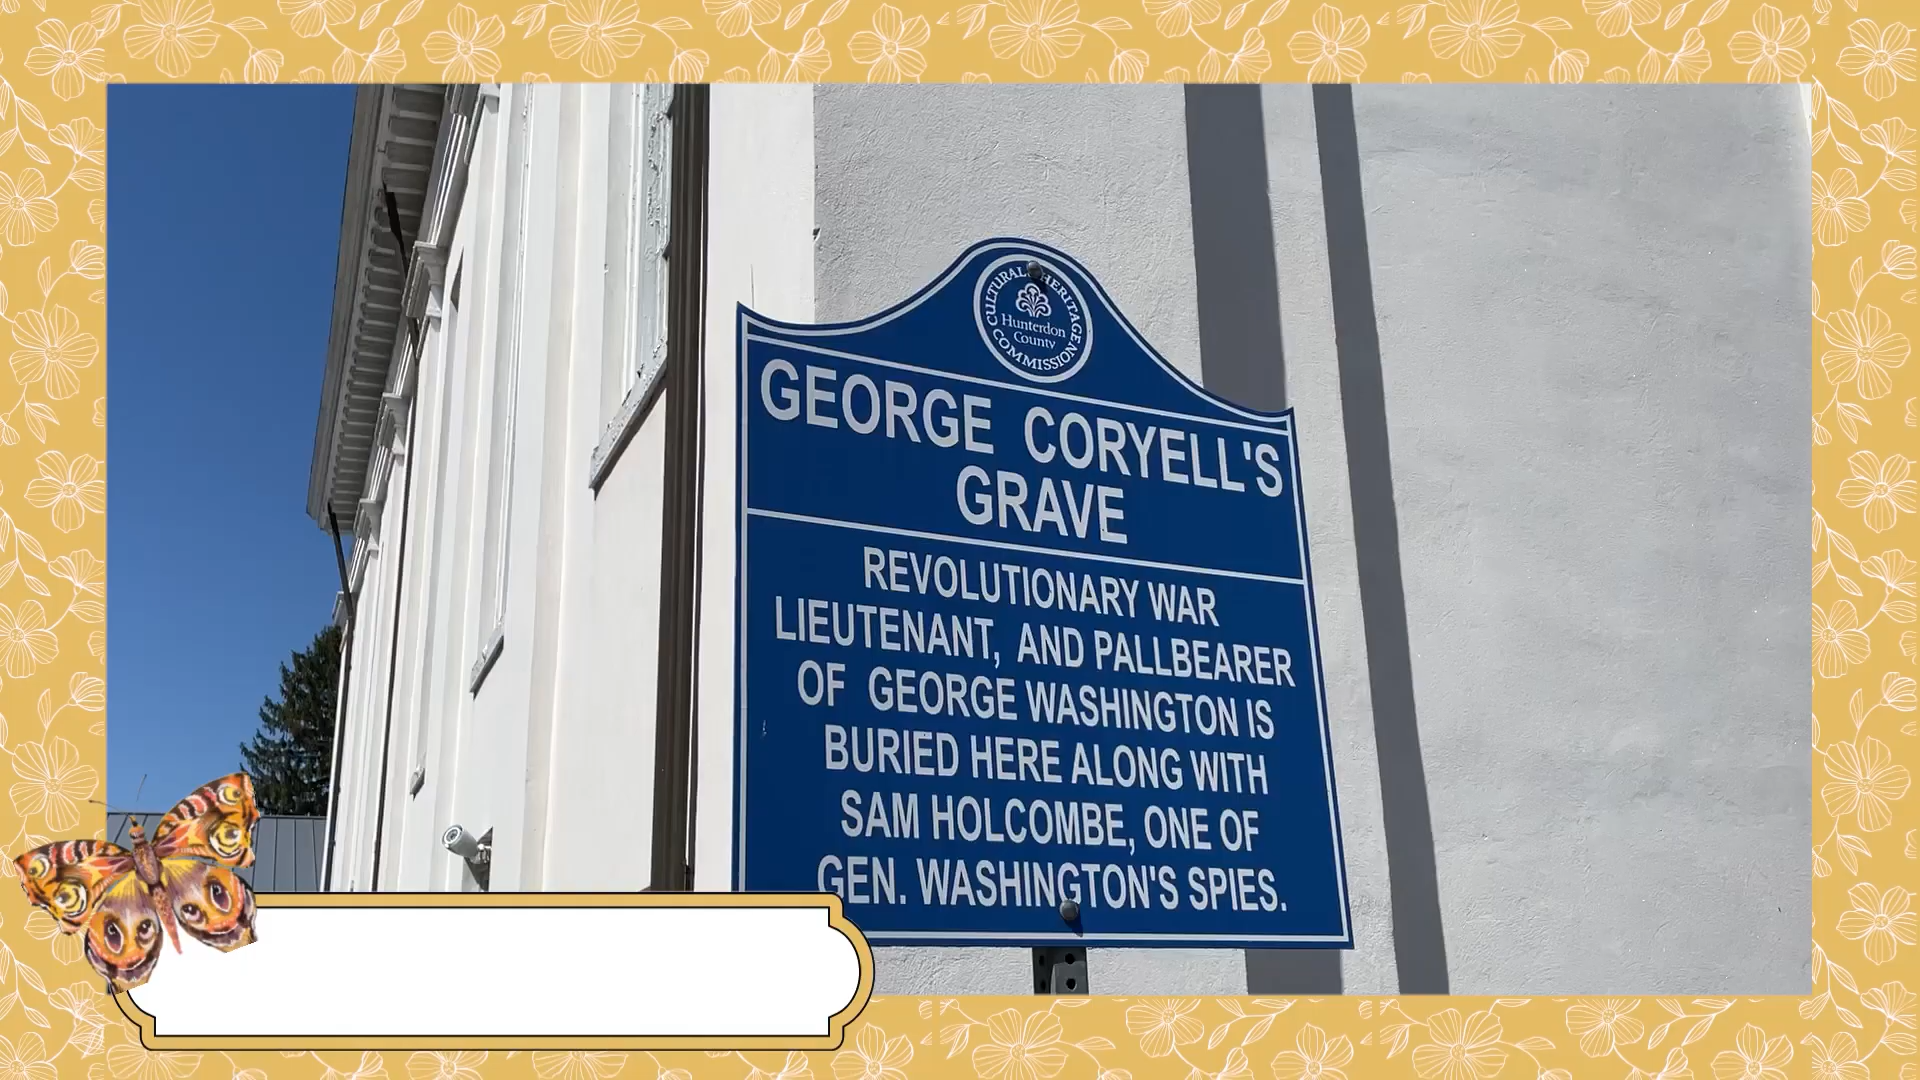 CULTURAL HERITAGE
Hunterdon
County
COMMISSION
GEORGE CORYELL'S
GRAVE
REVOLUTIONARY WAR
LIEUTENANT, AND PALLBEARER
OF GEORGE WASHINGTON IS
BURIED HERE ALONG WITH
SAM HOLCOMBE, ONE OF
GEN. WASHINGTON'S SPIES.